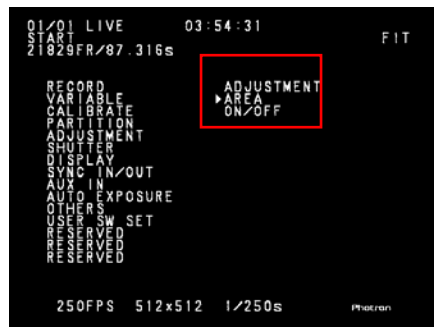 01/01 LIVE 03:54:31
START FIT
21829FR/87.316s
RECORD
VARIABLE
CALIBRATE
PARTITION
ADJUSTMENT
SHUTTER
DISPLAY
SYNC IN/OUT
AUX IN
AUTO EXPOSURE
OTHERS
USER SW SET
RESERVED
RESERVED
RESERVED
ADJUSTMENT
▶AREA
ON/OFF
250FPS 512x512 1/250s Photron